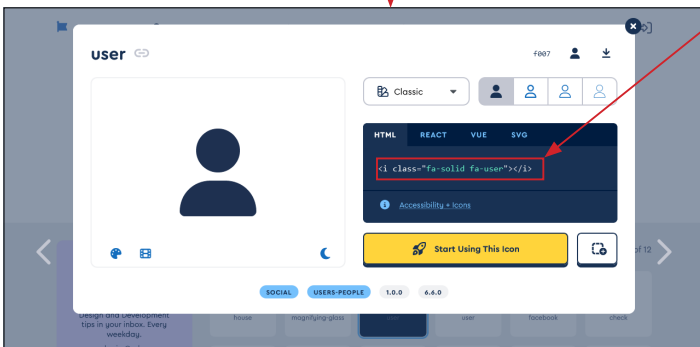 user
f007
Classic
HTML REACT VUE SVG
<i class="fa-solid fa-user"></i>
Accessibility + Icons
Start Using This Icon
of 12
SOCIAL USERS-PEOPLE 1.0.0 6.6.0
Design and Development
tips in your inbox. Every
weekday.
house magnifying-glass user user facebook check